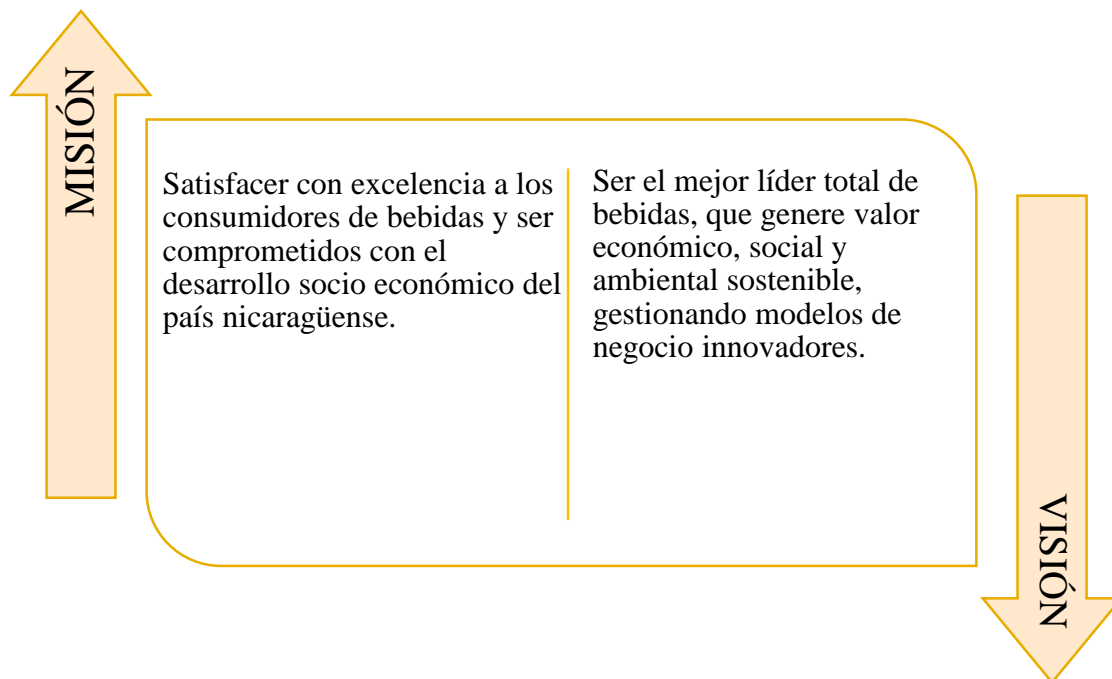 MISIÓN
Satisfacer con excelencia a los
consumidores de bebidas y ser
comprometidos con el
desarrollo socio económico del
país nicaragüense.
Ser el mejor líder total de
bebidas, que genere valor
económico, social y
ambiental sostenible,
gestionando modelos de
negocio innovadores.
VISIÓN